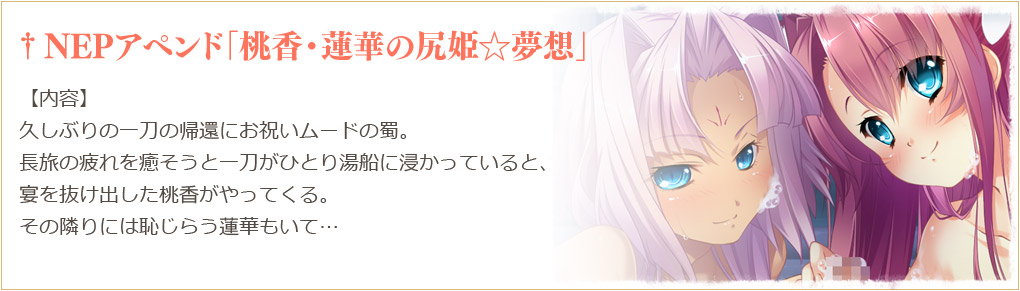 † NEPアペンド「桃香・蓮華の尻姫☆夢想」
【内容】
久しぶりの一刀の帰還にお祝いムードの蜀。
長旅の疲れを癒そうと一刀がひとり湯船に浸かっていると、
宴を抜け出した桃香がやってくる。
その隣りには恥じらう蓮華もいて…